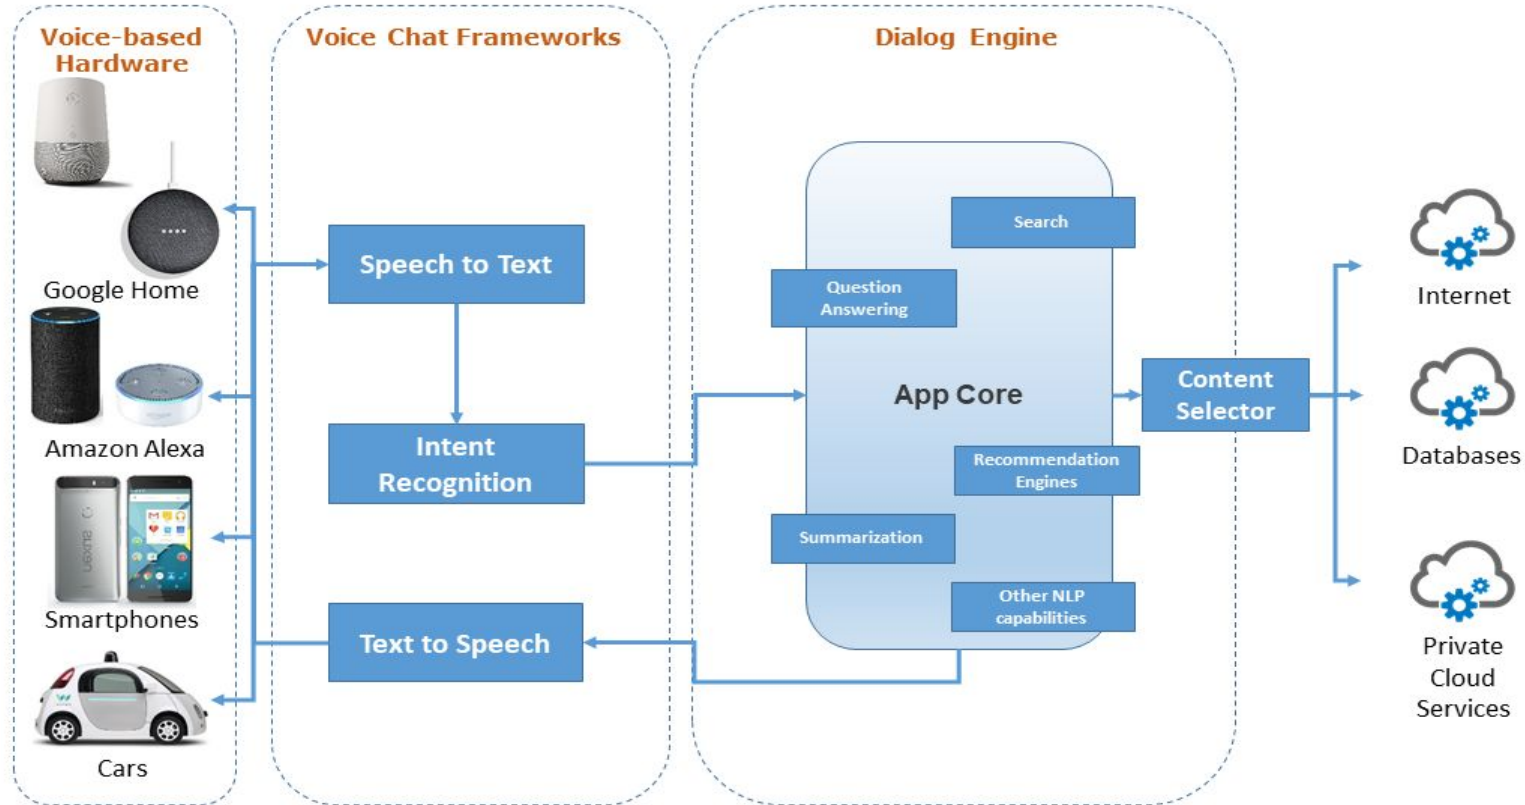 Voice-based
Hardware
Google Home
Amazon Alexa
Smartphones
Cars
Voice Chat Frameworks
Speech to Text
Intent
Recognition
Text to Speech
Dialog Engine
Search
Question
Answering
App Core
Recommendation
Engines
Summarization
Other NLP
capabilities
Content
Selector
Internet
Databases
Private
Cloud
Services